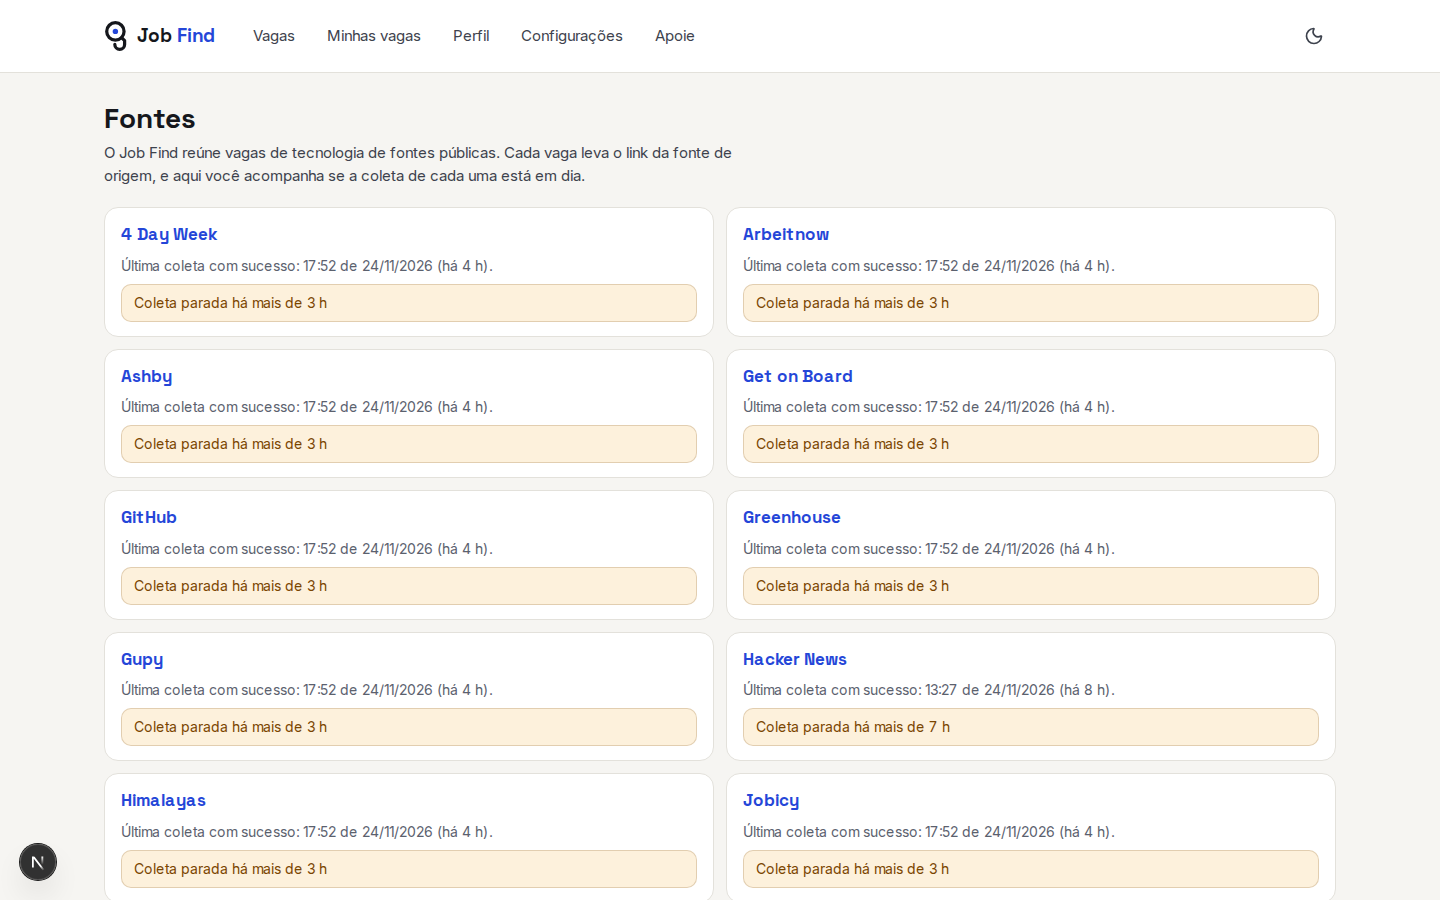 Job Find
Vagas
Minhas vagas
Perfil
Configurações
Apoie
Fontes
O Job Find reúne vagas de tecnologia de fontes públicas. Cada vaga leva o link da fonte de
origem, e aqui você acompanha se a coleta de cada uma está em dia.
4 Day Week
Última coleta com sucesso: 17:52 de 24/11/2026 (há 4 h).
Coleta parada há mais de 3 h
Arbeitnow
Última coleta com sucesso: 17:52 de 24/11/2026 (há 4 h).
Coleta parada há mais de 3 h
Ashby
Última coleta com sucesso: 17:52 de 24/11/2026 (há 4 h).
Coleta parada há mais de 3 h
Get on Board
Última coleta com sucesso: 17:52 de 24/11/2026 (há 4 h).
Coleta parada há mais de 3 h
GitHub
Última coleta com sucesso: 17:52 de 24/11/2026 (há 4 h).
Coleta parada há mais de 3 h
Greenhouse
Última coleta com sucesso: 17:52 de 24/11/2026 (há 4 h).
Coleta parada há mais de 3 h
Gupy
Última coleta com sucesso: 17:52 de 24/11/2026 (há 4 h).
Coleta parada há mais de 3 h
Hacker News
Última coleta com sucesso: 13:27 de 24/11/2026 (há 8 h).
Coleta parada há mais de 7 h
Himalayas
Última coleta com sucesso: 17:52 de 24/11/2026 (há 4 h).
Coleta parada há mais de 3 h
Jobicy
Última coleta com sucesso: 17:52 de 24/11/2026 (há 4 h).
Coleta parada há mais de 3 h
N